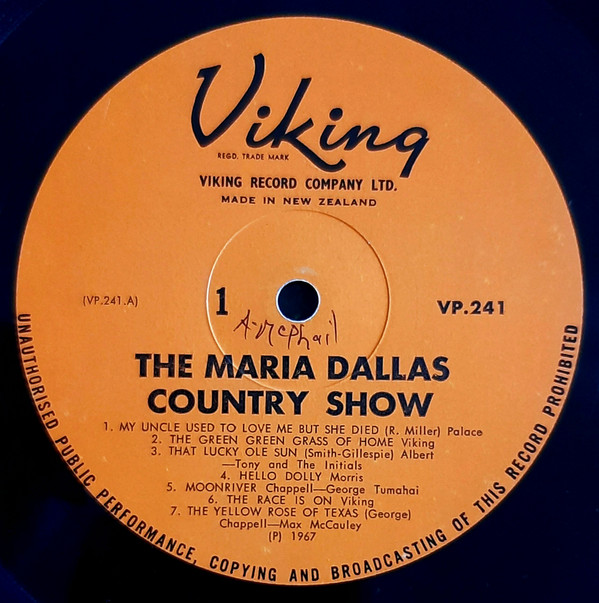 Viking
REGD. TRADE MARK
VIKING RECORD COMPANY LTD.
MADE IN NEW ZEALAND
(VP.241.A)
1
VP.241
A-McPhail
THE MARIA DALLAS
COUNTRY SHOW
1. MY UNCLE USED TO LOVE ME BUT SHE DIED (R. Miller) Palace
2. THE GREEN GREEN GRASS OF HOME Viking
3. THAT LUCKY OLE SUN (Smith-Gillespie) Albert
—Tony and The Initials
4. HELLO DOLLY Morris
5. MOONRIVER Chappell—George Tumahai
6. THE RACE IS ON Viking
7. THE YELLOW ROSE OF TEXAS (George)
Chappell—Max McCauley
(P) 1967
UNAUTHORISED PUBLIC PERFORMANCE, COPYING AND BROADCASTING OF THIS RECORD PROHIBITED